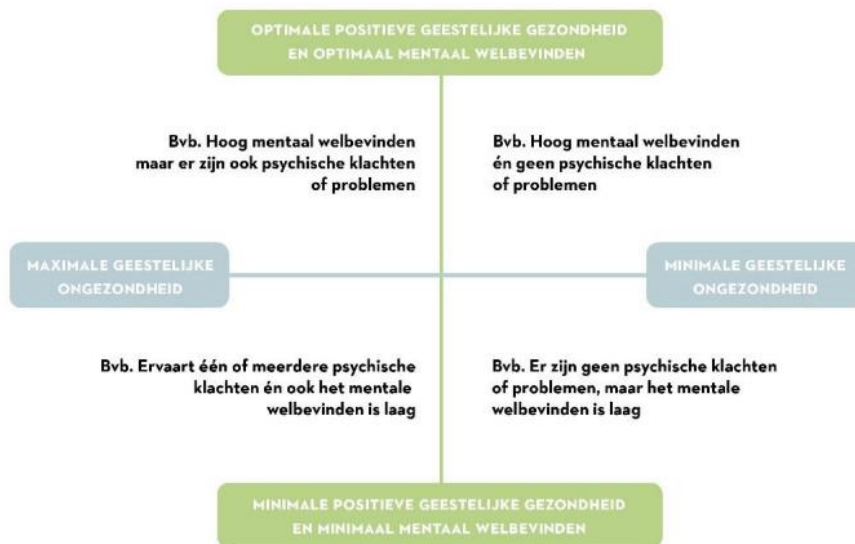 OPTIMALE POSITIEVE GEESTELIJKE GEZONDHEID
EN OPTIMAAL MENTAAL WELBEVINDEN
Bvb. Hoog mentaal welbevinden
maar er zijn ook psychische klachten
of problemen
Bvb. Hoog mentaal welbevinden
én geen psychische klachten
of problemen
MAXIMALE GEESTELIJKE
ONGEZONDHEID
MINIMALE GEESTELIJKE
ONGEZONDHEID
Bvb. Ervaart één of meerdere psychische
klachten én ook het mentale
welbevinden is laag
Bvb. Er zijn geen psychische klachten
of problemen, maar het mentale
welbevinden is laag
MINIMALE POSITIEVE GEESTELIJKE GEZONDHEID
EN MINIMAAL MENTAAL WELBEVINDEN